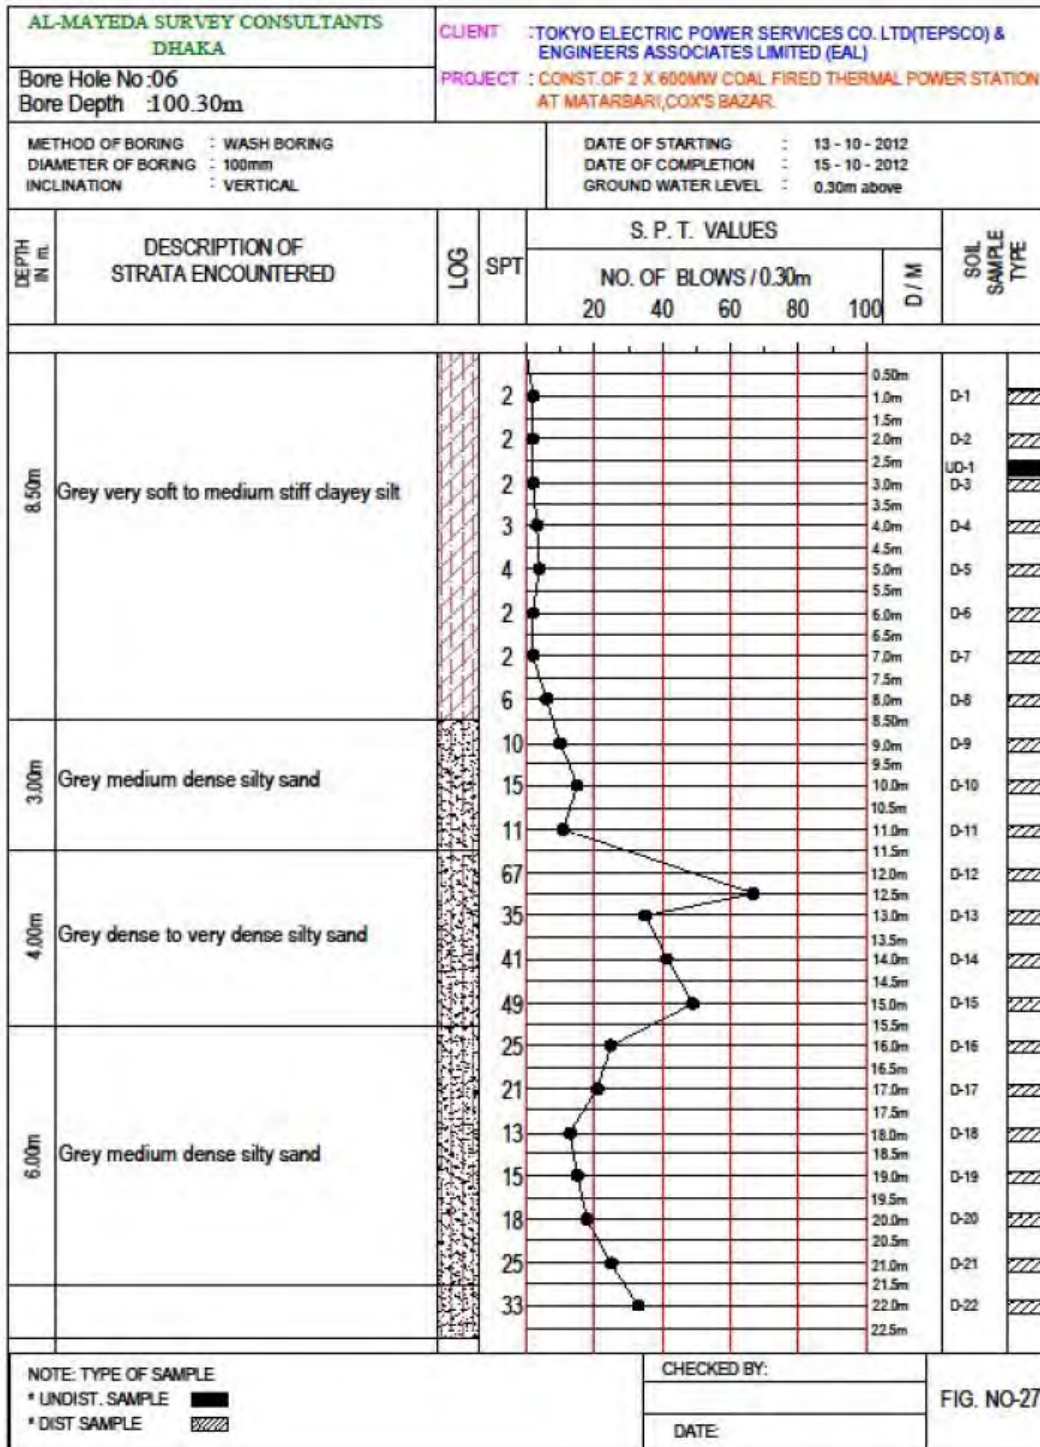 AL-MAYEDA SURVEY CONSULTANTS
DHAKA
Bore Hole No :06
Bore Depth :100.30m
CLIENT :TOKYO ELECTRIC POWER SERVICES CO. LTD(TEPSCO) &
ENGINEERS ASSOCIATES LIMITED (EAL)
PROJECT : CONST.OF 2 X 600MW COAL FIRED THERMAL POWER STATION
AT MATARBARI,COX'S BAZAR.
METHOD OF BORING : WASH BORING
DIAMETER OF BORING : 100mm
INCLINATION : VERTICAL
DATE OF STARTING : 13 - 10 - 2012
DATE OF COMPLETION : 15 - 10 - 2012
GROUND WATER LEVEL : 0.30m above
DEPTH
IN m.
DESCRIPTION OF
STRATA ENCOUNTERED
LOG
SPT
S. P. T. VALUES
NO. OF BLOWS / 0.30m
20 40 60 80 100
D / M
SOIL
SAMPLE
TYPE
0.50m
2 1.0m D-1
1.5m
2 2.0m D-2
2.5m
UD-1
2 3.0m D-3
8.50m Grey very soft to medium stiff clayey silt
3.5m
3 4.0m D-4
4.5m
4 5.0m D-5
5.5m
2 6.0m D-6
6.5m
2 7.0m D-7
7.5m
6 8.0m D-8
8.50m
10 9.0m D-9
9.5m
3.00m Grey medium dense silty sand
15 10.0m D-10
10.5m
11 11.0m D-11
11.5m
67 12.0m D-12
12.5m
35 13.0m D-13
4.00m Grey dense to very dense silty sand
13.5m
41 14.0m D-14
14.5m
49 15.0m D-15
15.5m
25 16.0m D-16
16.5m
21 17.0m D-17
17.5m
13 18.0m D-18
6.00m Grey medium dense silty sand
18.5m
15 19.0m D-19
19.5m
18 20.0m D-20
20.5m
25 21.0m D-21
21.5m
33 22.0m D-22
22.5m
NOTE: TYPE OF SAMPLE
* UNDIST. SAMPLE
* DIST SAMPLE
CHECKED BY:
DATE:
FIG. NO-27